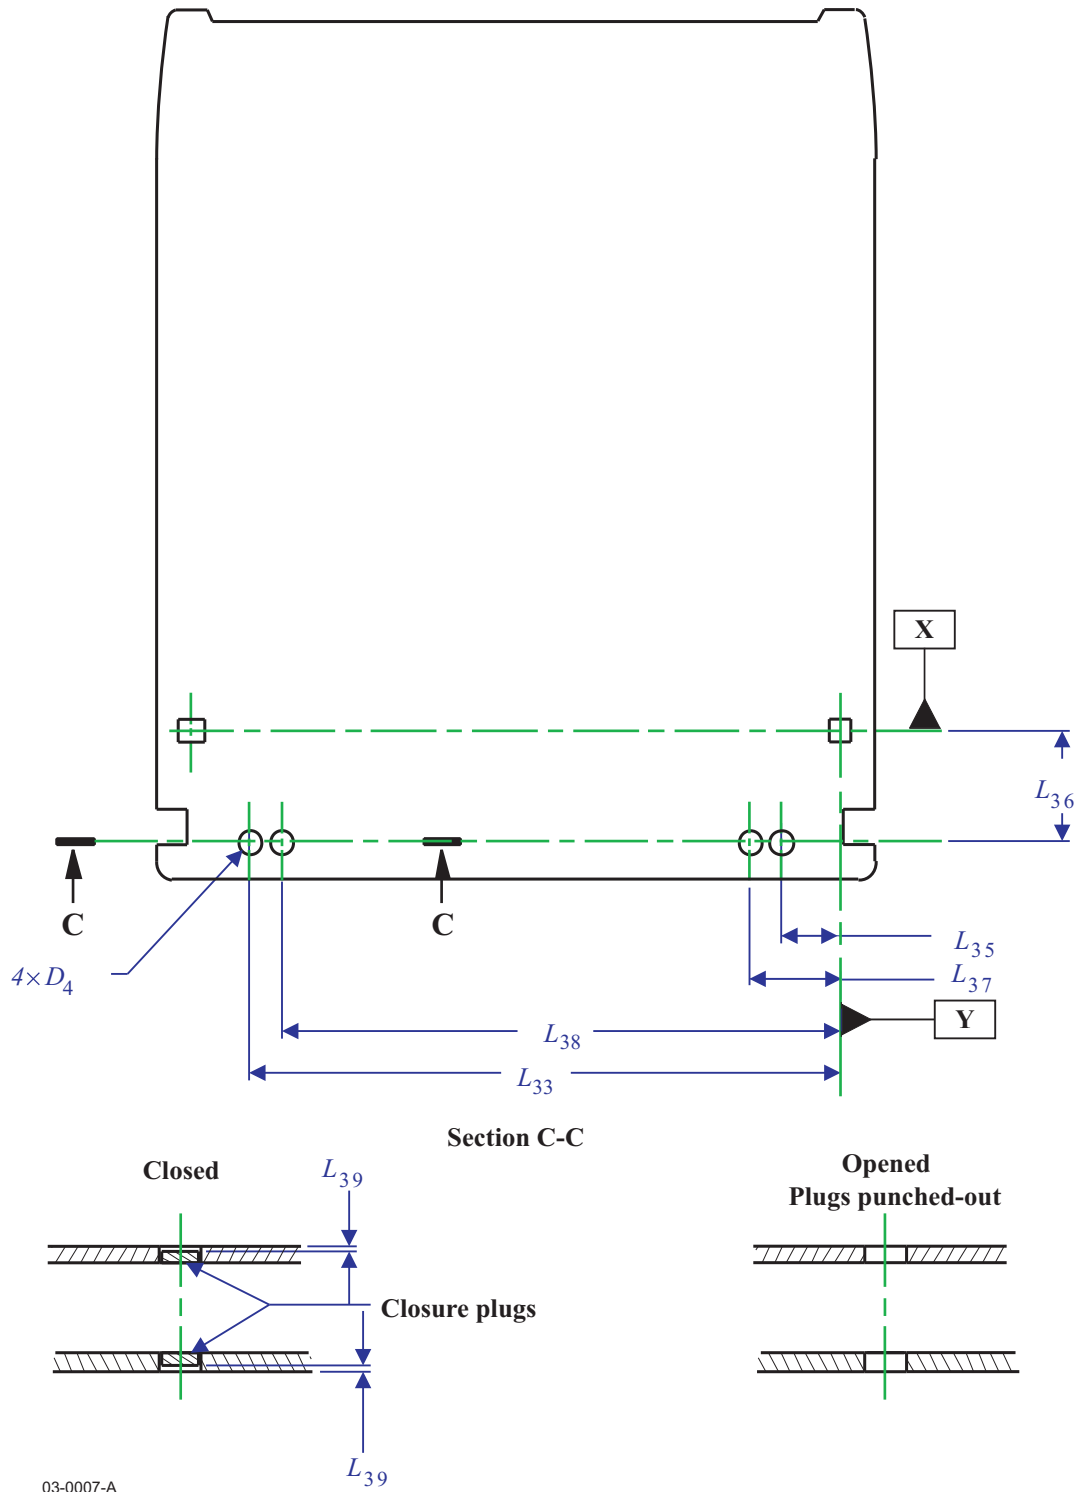 X
L36
C
C
L35
4×D4
L37
Y
L38
L33
Section C-C
Closed
L39
Opened
Plugs punched-out
Closure plugs
L39
03-0007-A